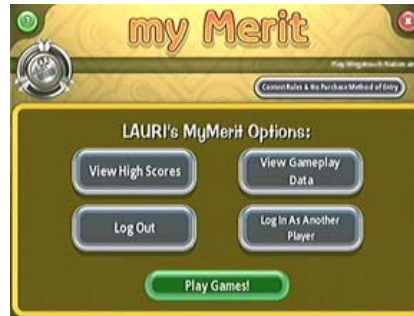 my Merit
Play Megatouch Nation an
Contest Rules & No Purchase Method of Entry
LAURI's MyMerit Options:
View High Scores
View Gameplay
Data
Log Out
Log In As Another
Player
Play Games!